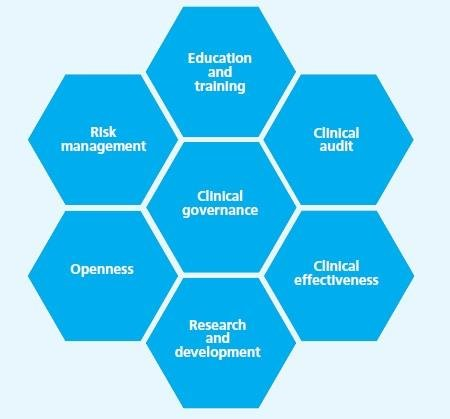 Education
and
training
Risk
management
Clinical
audit
Clinical
governance
Openness
Clinical
effectiveness
Research
and
development